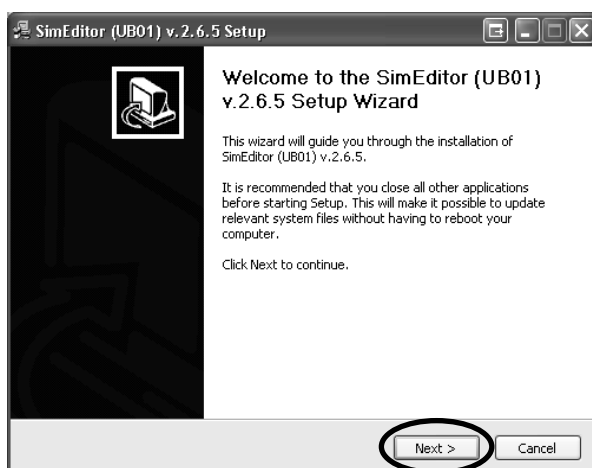 SimEditor (UB01) v.2.6.5 Setup
Welcome to the SimEditor (UB01)
v.2.6.5 Setup Wizard
This wizard will guide you through the installation of
SimEditor (UB01) v.2.6.5.
It is recommended that you close all other applications
before starting Setup. This will make it possible to update
relevant system files without having to reboot your
computer.
Click Next to continue.
Next >
Cancel